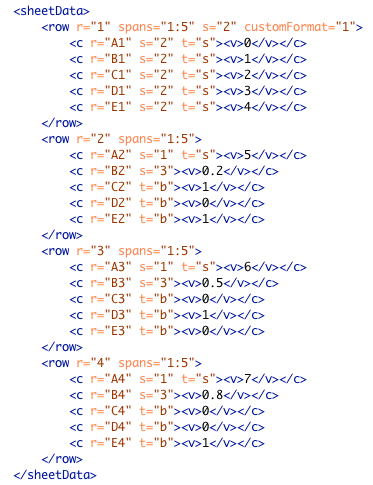 <sheetData>
<row r="1" spans="1:5" s="2" customFormat="1">
<c r="A1" s="2" t="s"><v>0</v></c>
<c r="B1" s="2" t="s"><v>1</v></c>
<c r="C1" s="2" t="s"><v>2</v></c>
<c r="D1" s="2" t="s"><v>3</v></c>
<c r="E1" s="2" t="s"><v>4</v></c>
</row>
<row r="2" spans="1:5">
<c r="A2" s="1" t="s"><v>5</v></c>
<c r="B2" s="3"><v>0.2</v></c>
<c r="C2" t="b"><v>1</v></c>
<c r="D2" t="b"><v>0</v></c>
<c r="E2" t="b"><v>1</v></c>
</row>
<row r="3" spans="1:5">
<c r="A3" s="1" t="s"><v>6</v></c>
<c r="B3" s="3"><v>0.5</v></c>
<c r="C3" t="b"><v>0</v></c>
<c r="D3" t="b"><v>1</v></c>
<c r="E3" t="b"><v>0</v></c>
</row>
<row r="4" spans="1:5">
<c r="A4" s="1" t="s"><v>7</v></c>
<c r="B4" s="3"><v>0.8</v></c>
<c r="C4" t="b"><v>0</v></c>
<c r="D4" t="b"><v>0</v></c>
<c r="E4" t="b"><v>1</v></c>
</row>
</sheetData>